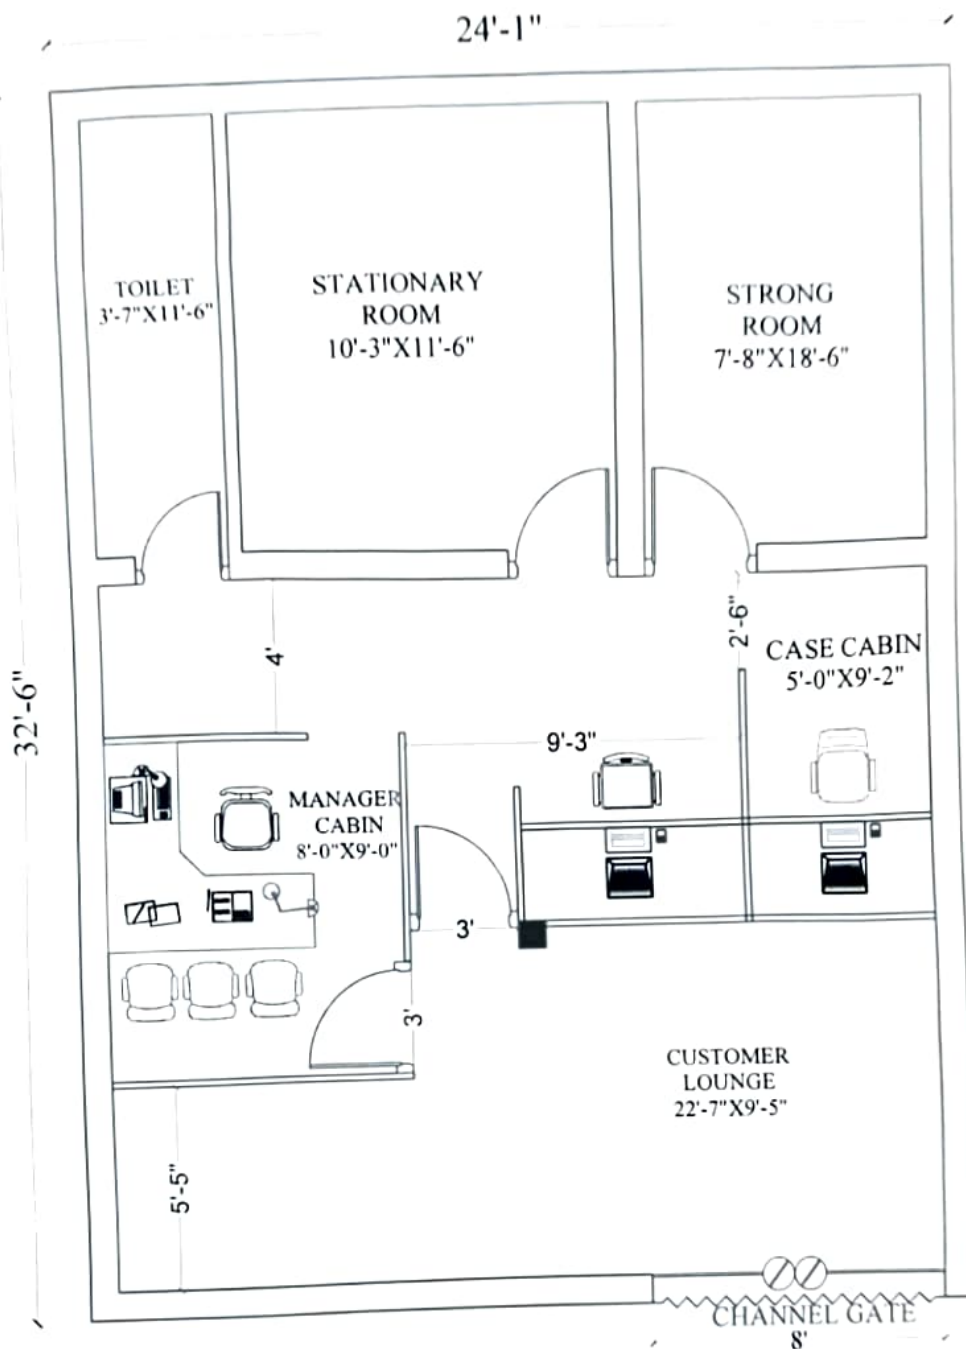 24'-1"
TOILET
3'-7"X11'-6"
STATIONARY
ROOM
10'-3"X11'-6"
STRONG
ROOM
7'-8"X18'-6"
32'-6"
4'
2'-6"
CASE CABIN
5'-0"X9'-2"
9'-3"
MANAGER
CABIN
8'-0"X9'-0"
3'
3'
CUSTOMER
LOUNGE
22'-7"X9'-5"
5'-5"
CHANNEL GATE
8'